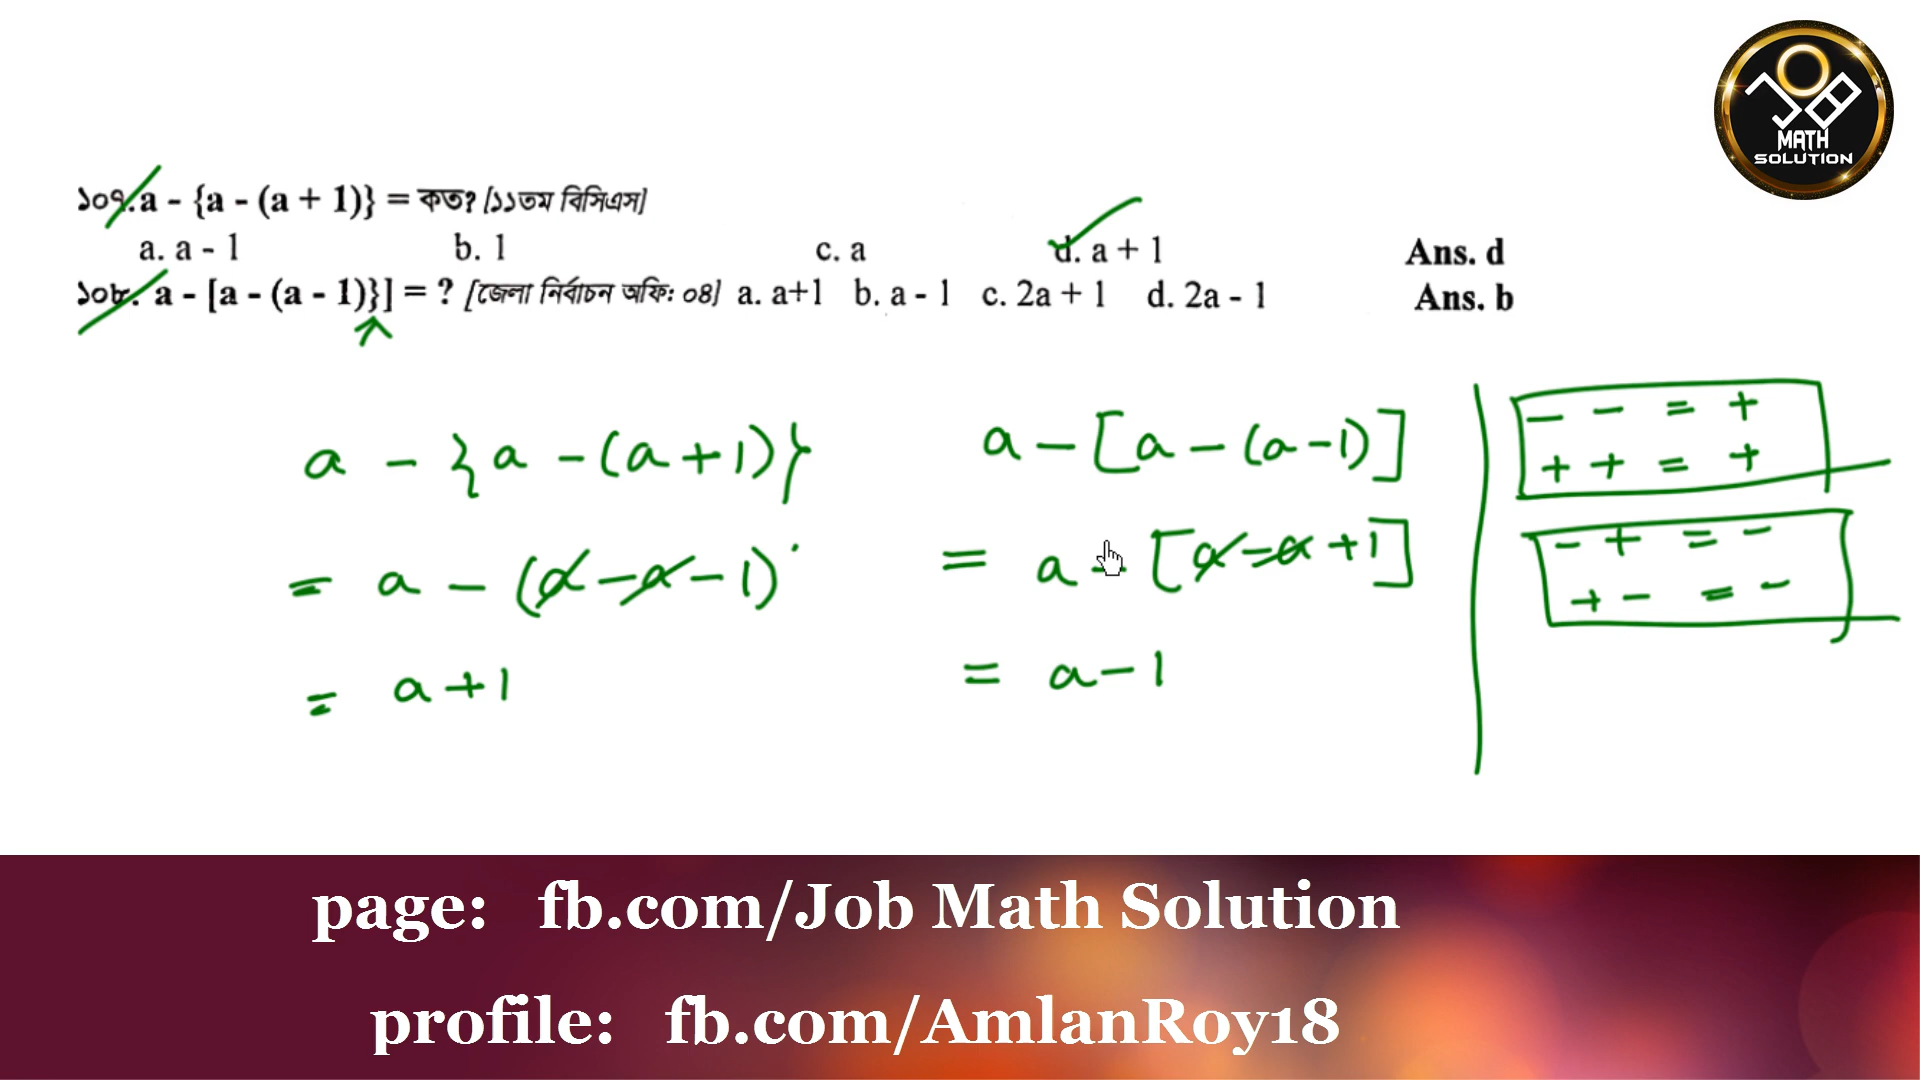 JOB
MATH
SOLUTION
১০৭. a - {a - (a + 1)} = কত? [১১তম বিসিএস]
a. a - 1 b. 1 c. a d. a + 1 Ans. d
১০৮. a - [a - (a - 1)}] = ? [জেলা নির্বাচন অফি: ০৪] a. a+1 b. a - 1 c. 2a + 1 d. 2a - 1 Ans. b
a - {a - (a+1)}
= a - (a - a - 1)
= a + 1
a - [a - (a - 1)]
= a - [a - a + 1]
= a - 1
- - = +
+ + = +
- + = -
+ - = -
page: fb.com/Job Math Solution
profile: fb.com/AmlanRoy18